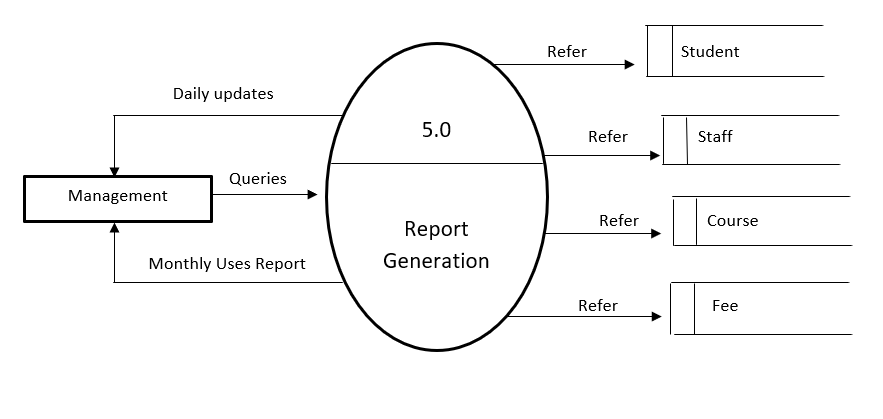 Refer
Student
Daily updates
5.0
Refer
Staff
Queries
Management
Refer
Course
Report
Generation
Monthly Uses Report
Refer
Fee